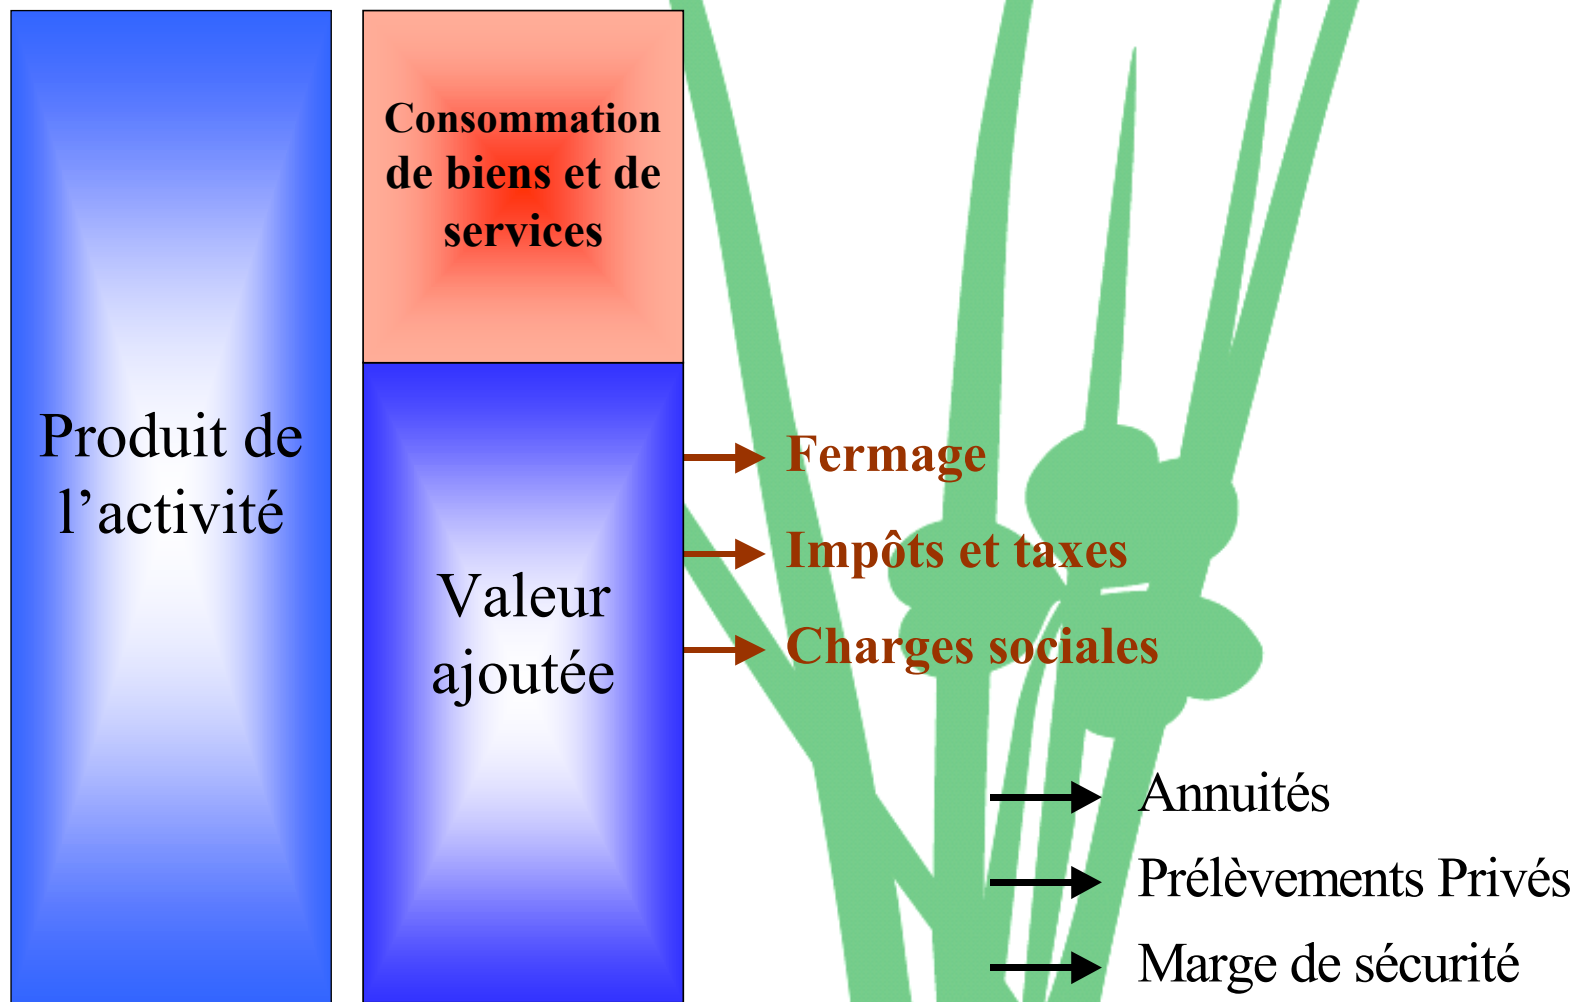 Produit de
l’activité
Consommation
de biens et de
services
Valeur
ajoutée
Fermage
Impôts et taxes
Charges sociales
Annuités
Prélèvements Privés
Marge de sécurité